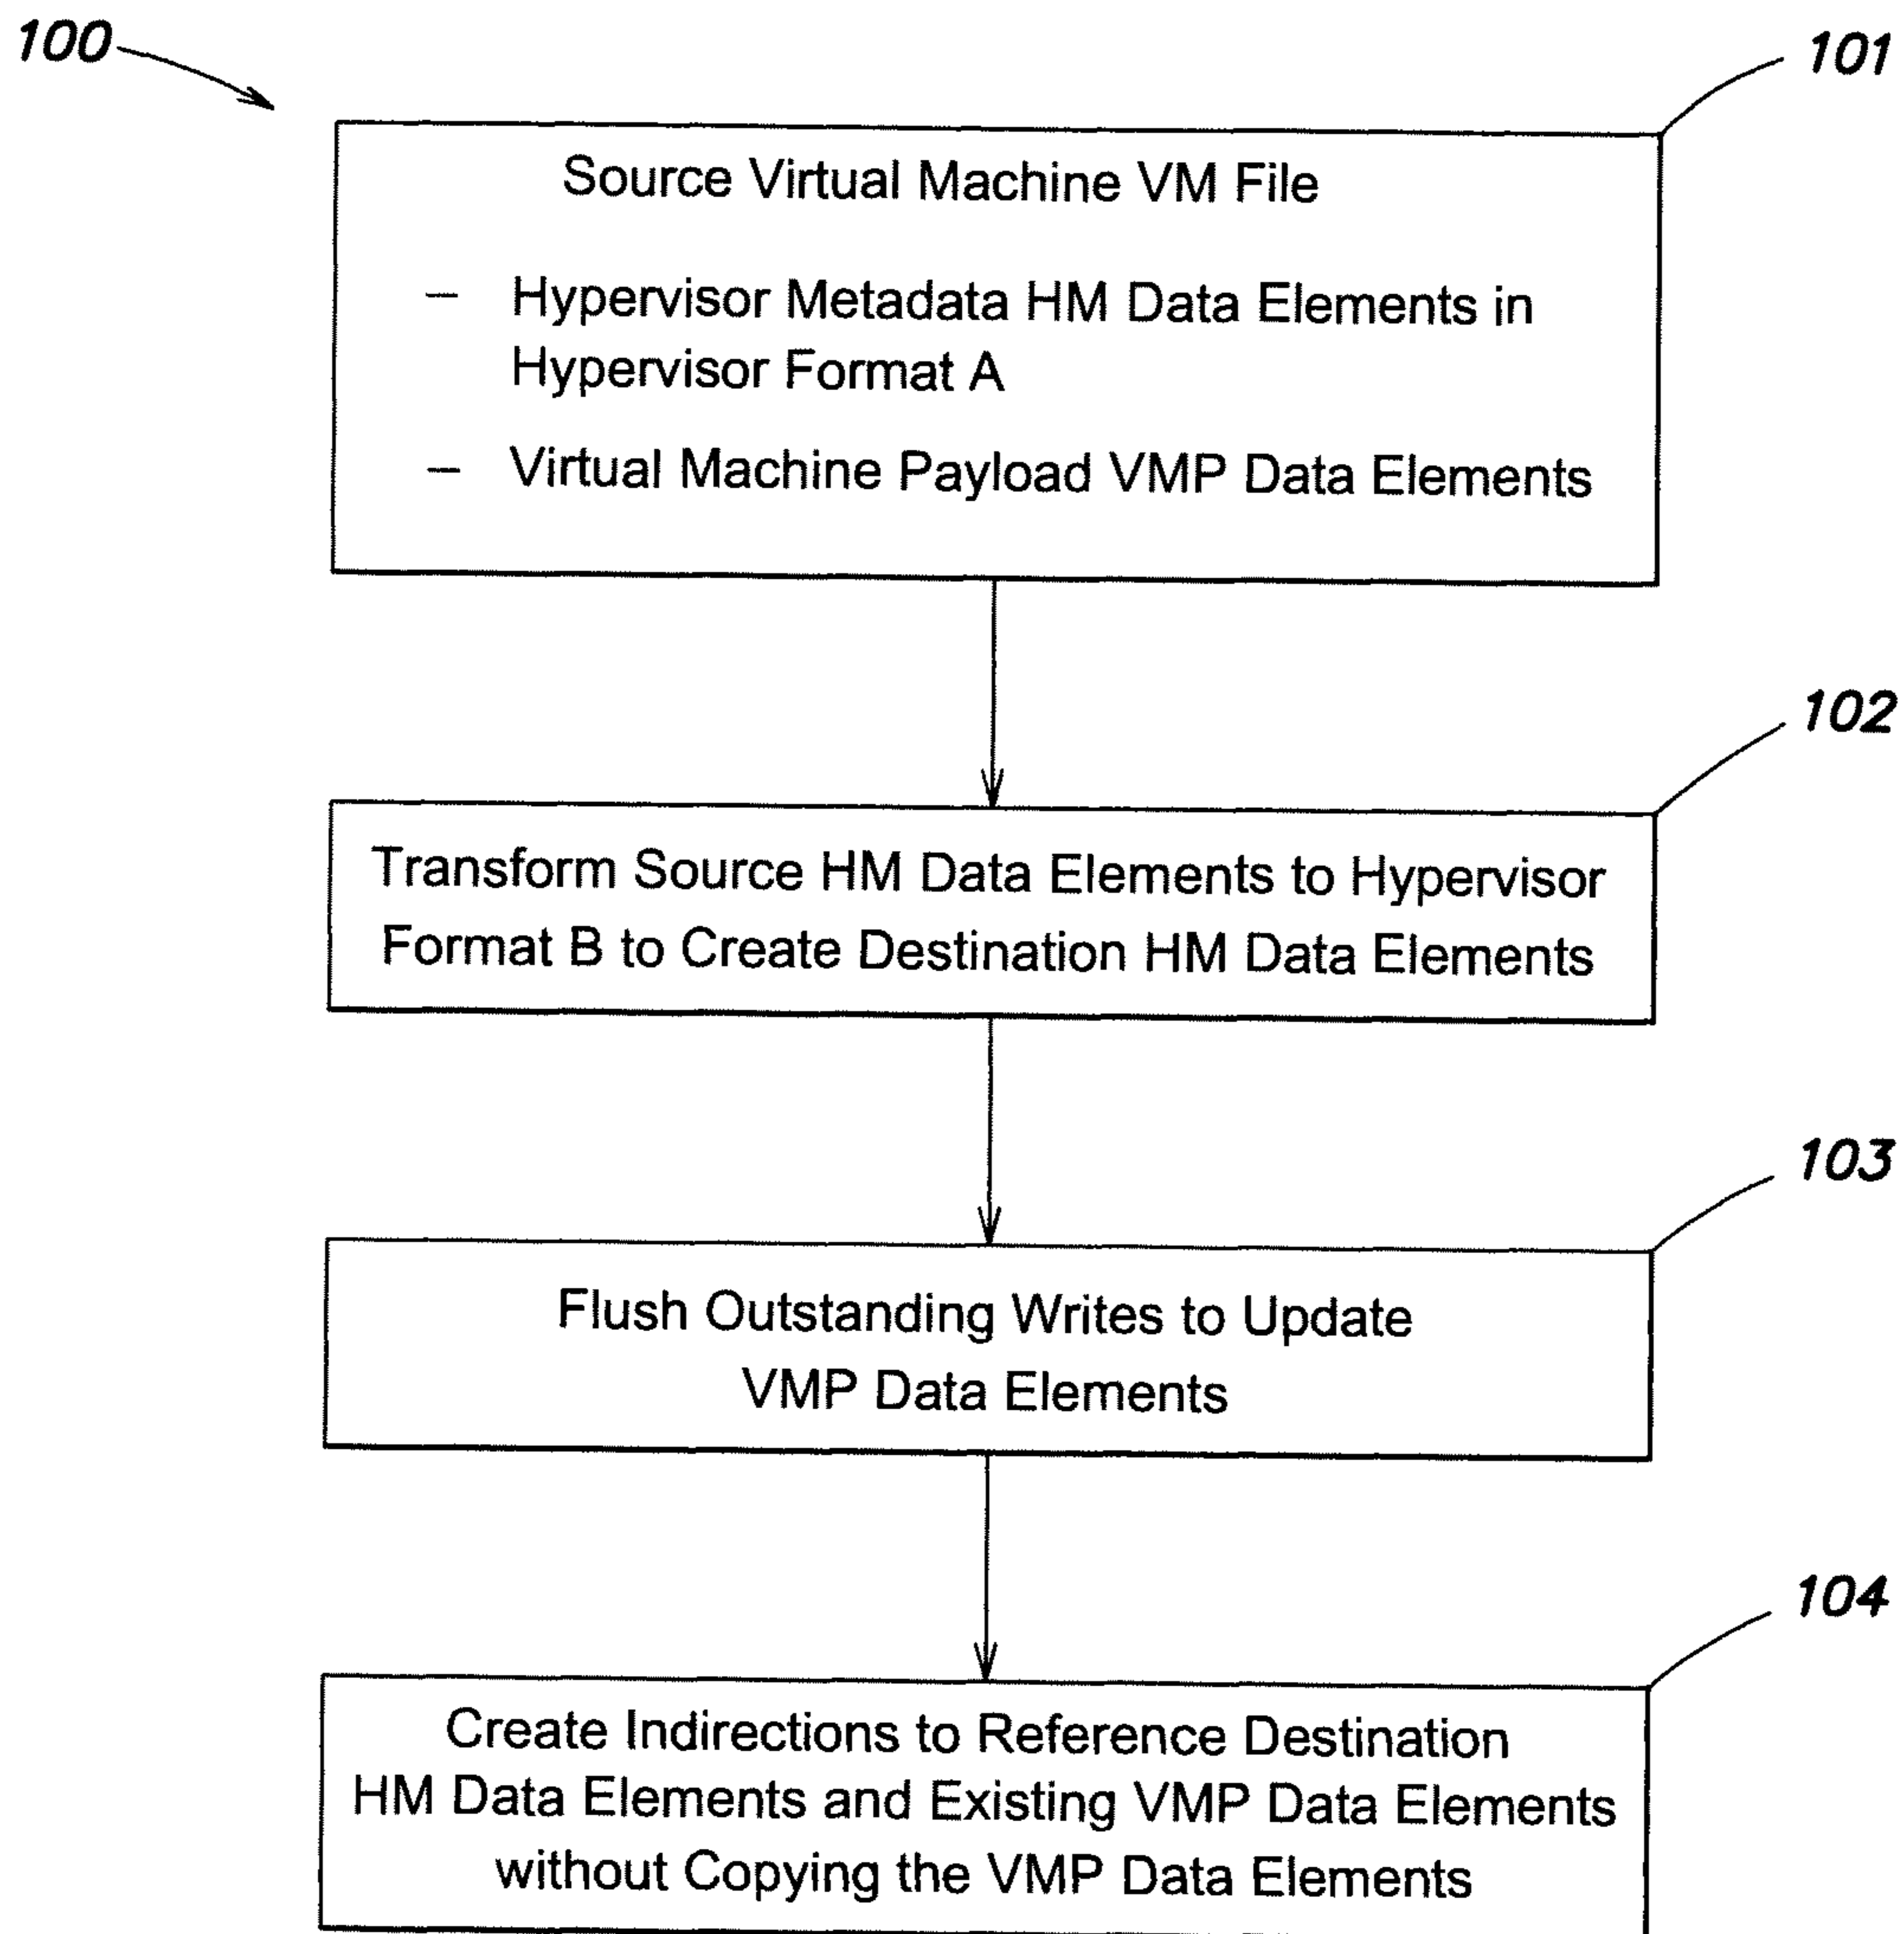 100
101
Source Virtual Machine VM File
– Hypervisor Metadata HM Data Elements in
Hypervisor Format A
– Virtual Machine Payload VMP Data Elements
102
Transform Source HM Data Elements to Hypervisor
Format B to Create Destination HM Data Elements
103
Flush Outstanding Writes to Update
VMP Data Elements
104
Create Indirections to Reference Destination
HM Data Elements and Existing VMP Data Elements
without Copying the VMP Data Elements